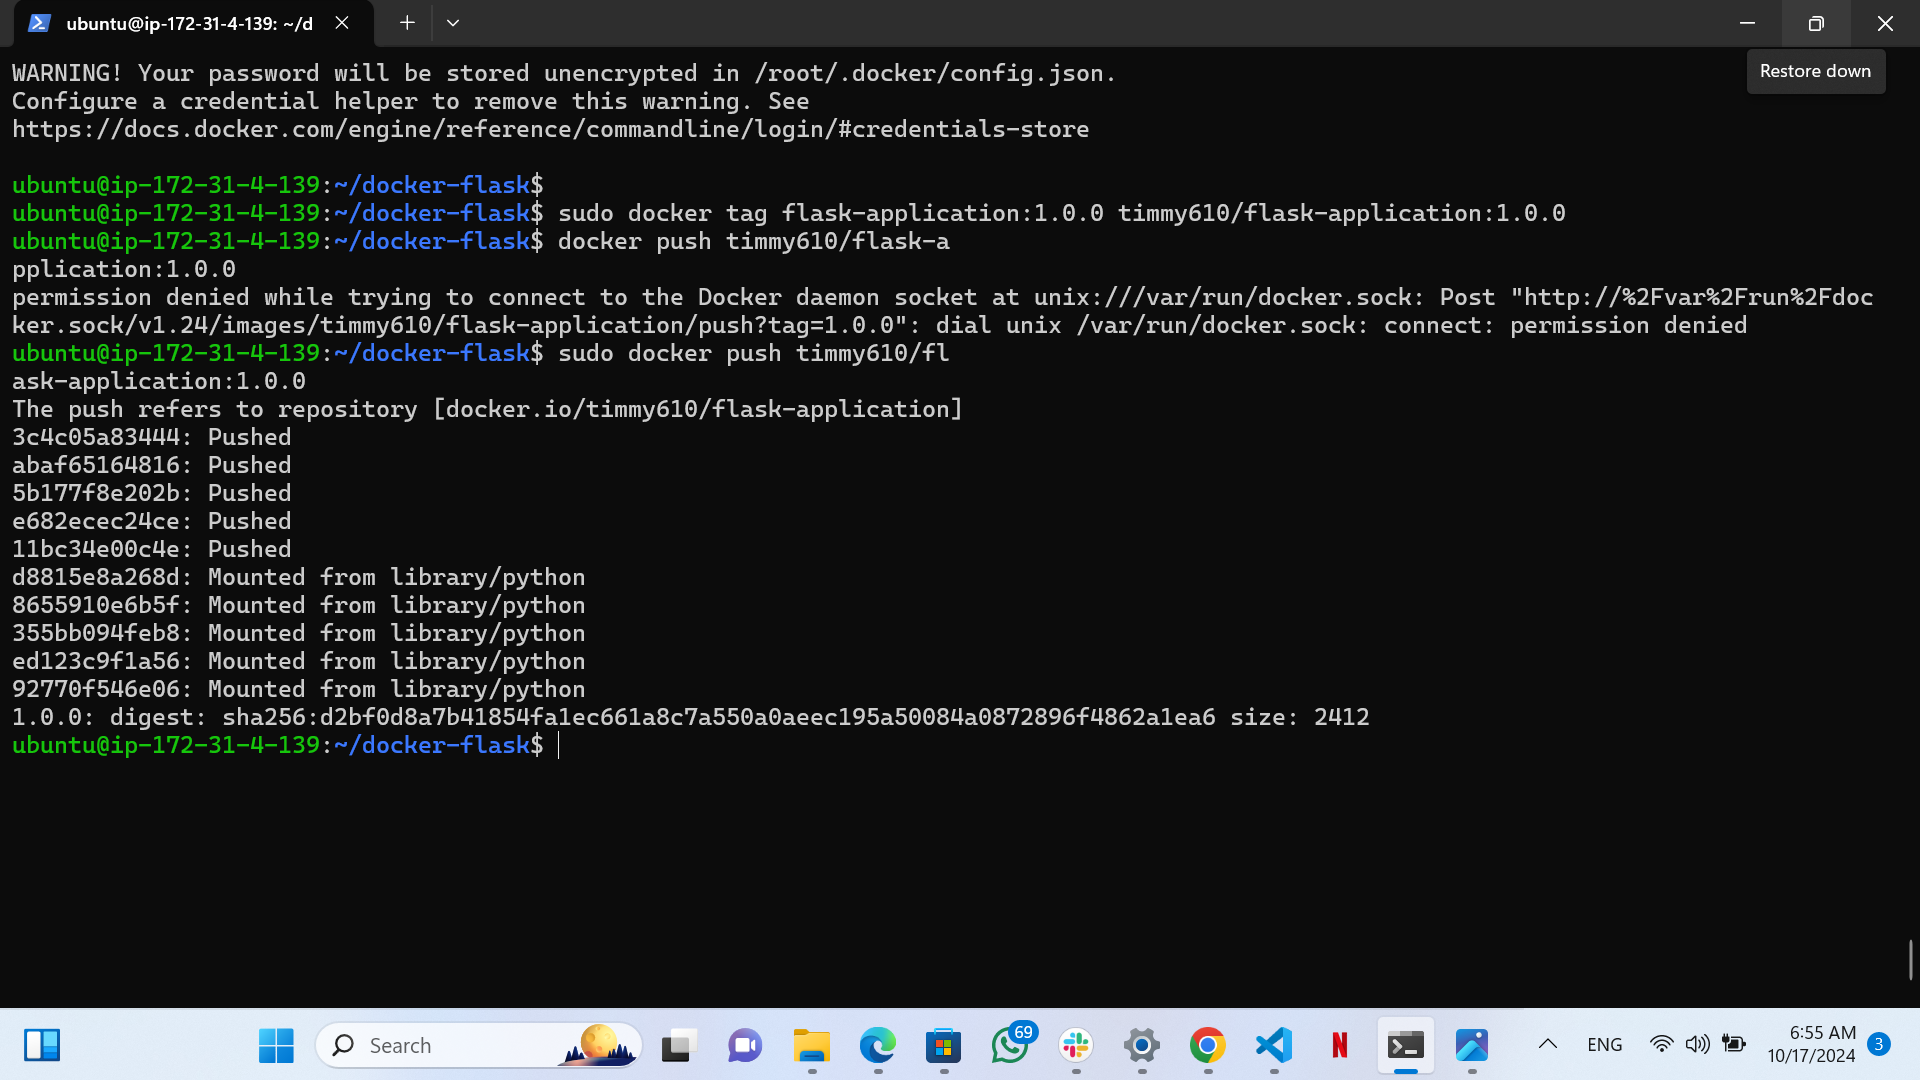 ubuntu@ip-172-31-4-139: ~/d
Restore down
WARNING! Your password will be stored unencrypted in /root/.docker/config.json.
Configure a credential helper to remove this warning. See
https://docs.docker.com/engine/reference/commandline/login/#credentials-store
ubuntu@ip-172-31-4-139:~/docker-flask$
ubuntu@ip-172-31-4-139:~/docker-flask$ sudo docker tag flask-application:1.0.0 timmy610/flask-application:1.0.0
ubuntu@ip-172-31-4-139:~/docker-flask$ docker push timmy610/flask-a
pplication:1.0.0
permission denied while trying to connect to the Docker daemon socket at unix:///var/run/docker.sock: Post "http://%2Fvar%2Frun%2Fdoc
ker.sock/v1.24/images/timmy610/flask-application/push?tag=1.0.0": dial unix /var/run/docker.sock: connect: permission denied
ubuntu@ip-172-31-4-139:~/docker-flask$ sudo docker push timmy610/fl
ask-application:1.0.0
The push refers to repository [docker.io/timmy610/flask-application]
3c4c05a83444: Pushed
abaf65164816: Pushed
5b177f8e202b: Pushed
e682ecec24ce: Pushed
11bc34e00c4e: Pushed
d8815e8a268d: Mounted from library/python
8655910e6b5f: Mounted from library/python
355bb094feb8: Mounted from library/python
ed123c9f1a56: Mounted from library/python
92770f546e06: Mounted from library/python
1.0.0: digest: sha256:d2bf0d8a7b41854fa1ec661a8c7a550a0aeec195a50084a0872896f4862a1ea6 size: 2412
ubuntu@ip-172-31-4-139:~/docker-flask$
Search
69
N
ENG
6:55 AM
10/17/2024
3